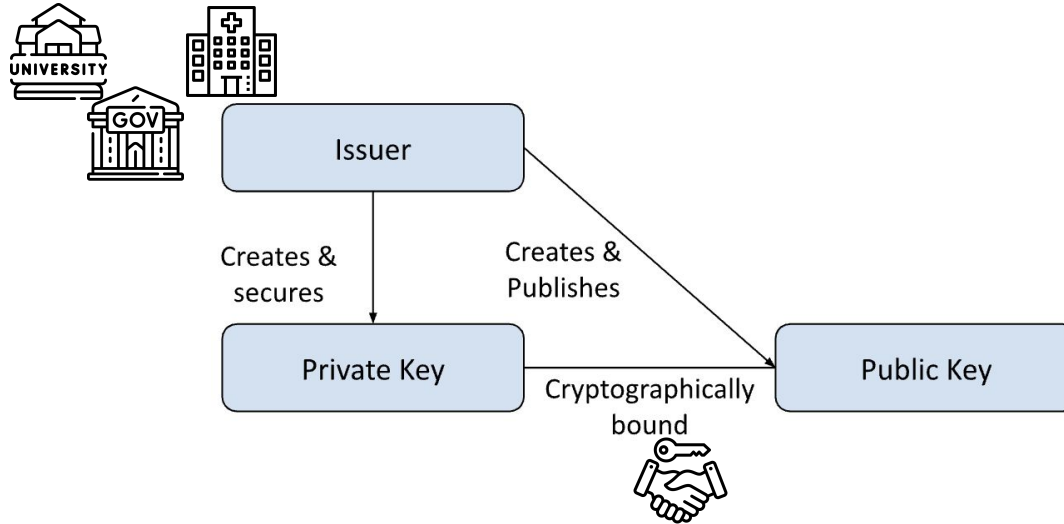 UNIVERSITY
GOV
Issuer
Creates &
secures
Creates &
Publishes
Private Key
Public Key
Cryptographically
bound